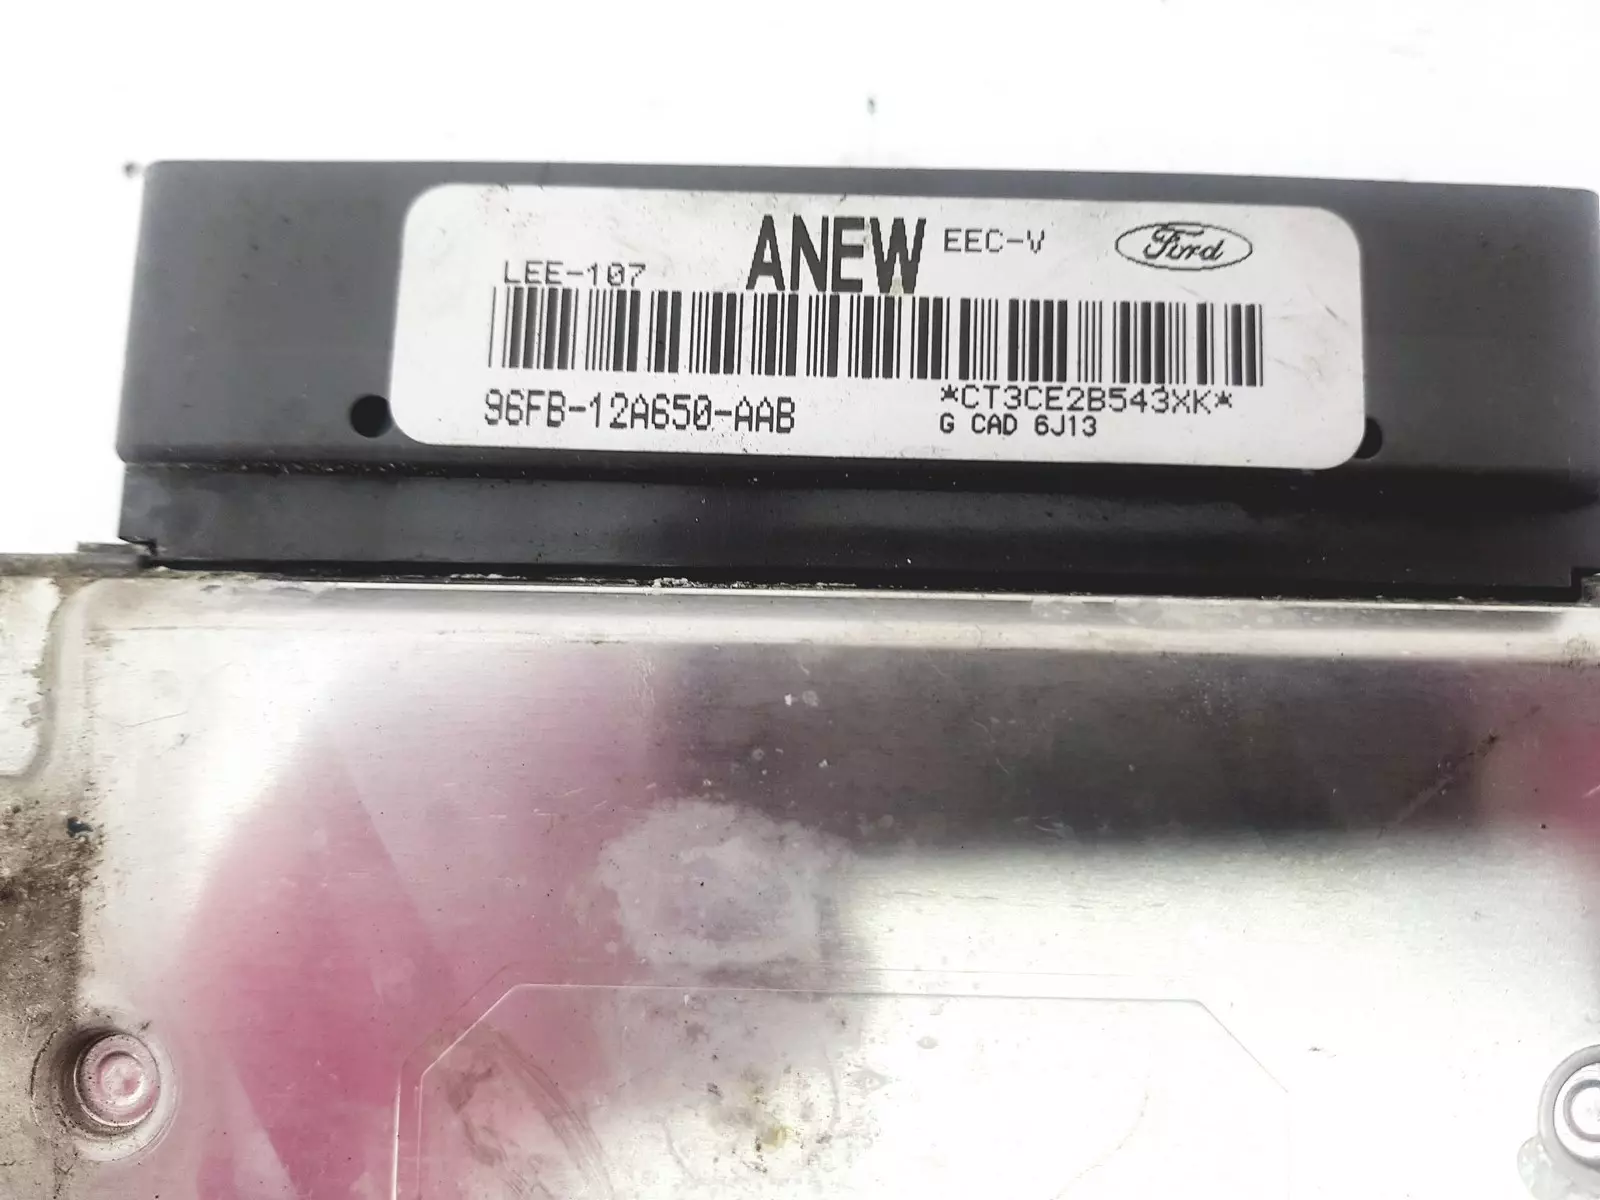 ANEW EEC-V Ford
LEE-107
96FB-12A650-AAB *CT3CE2B543XK*
G CAD 6J13